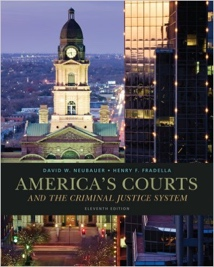 DAVID W. NEUBAUER • HENRY F. FRADELLA
AMERICA'S COURTS
AND THE CRIMINAL JUSTICE SYSTEM
ELEVENTH EDITION